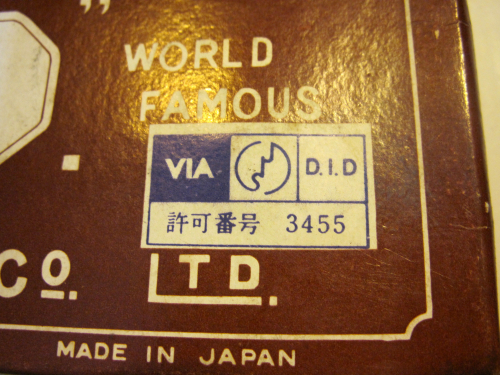 ”
WORLD
FAMOUS
VIA D.I.D
許可番号 3455
CO. LTD.
MADE IN JAPAN